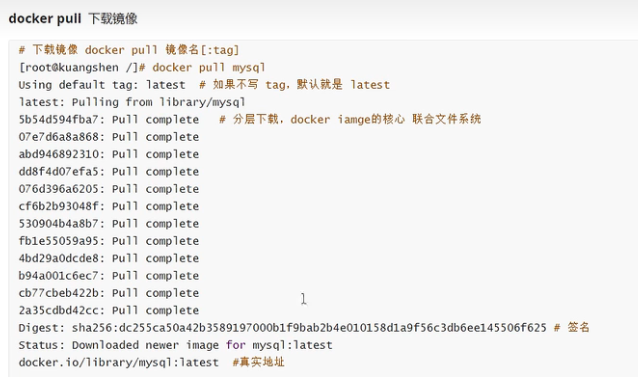 docker pull 下载镜像
# 下载镜像 docker pull 镜像名[:tag]
[root@kuangshen /]# docker pull mysql
Using default tag: latest # 如果不写 tag，默认就是 latest
latest: Pulling from library/mysql
5b54d594fba7: Pull complete # 分层下载，docker iamge的核心 联合文件系统
07e7d6a8a868: Pull complete
abd946892310: Pull complete
dd8f4d07efa5: Pull complete
076d396a6205: Pull complete
cf6b2b93048f: Pull complete
530904b4a8b7: Pull complete
fb1e55059a95: Pull complete
4bd29a0dcde8: Pull complete
b94a001c6ec7: Pull complete
cb77cbeb422b: Pull complete
2a35cdbd42cc: Pull complete
Digest: sha256:dc255ca50a42b3589197000b1f9bab2b4e010158d1a9f56c3db6ee145506f625 # 签名
Status: Downloaded newer image for mysql:latest
docker.io/library/mysql:latest #真实地址